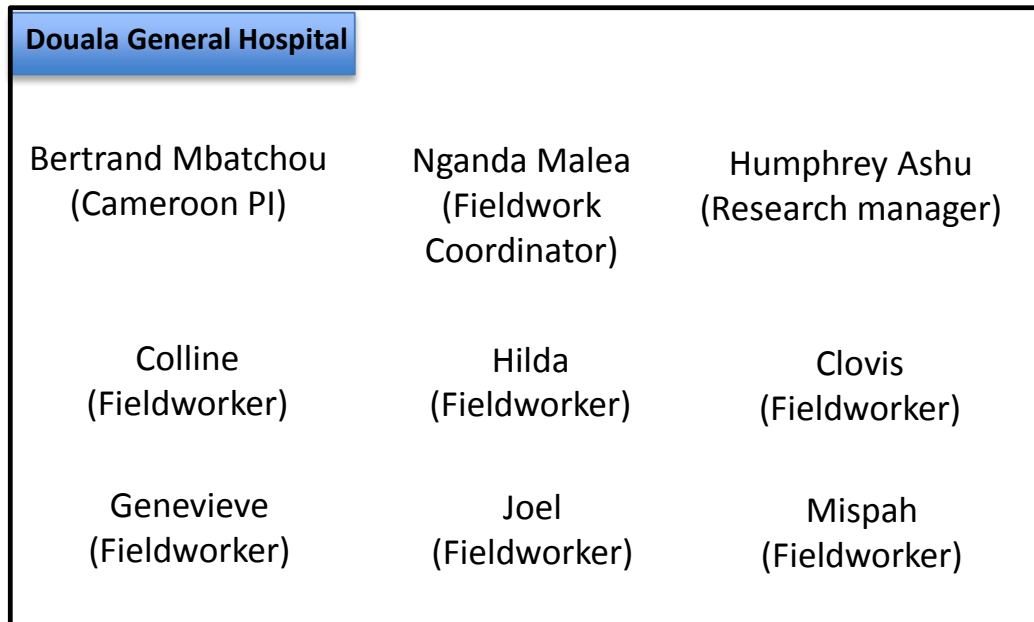 Douala General Hospital
Bertrand Mbatchou
(Cameroon PI)
Nganda Malea
(Fieldwork
Coordinator)
Humphrey Ashu
(Research manager)
Colline
(Fieldworker)
Hilda
(Fieldworker)
Clovis
(Fieldworker)
Genevieve
(Fieldworker)
Joel
(Fieldworker)
Mispah
(Fieldworker)